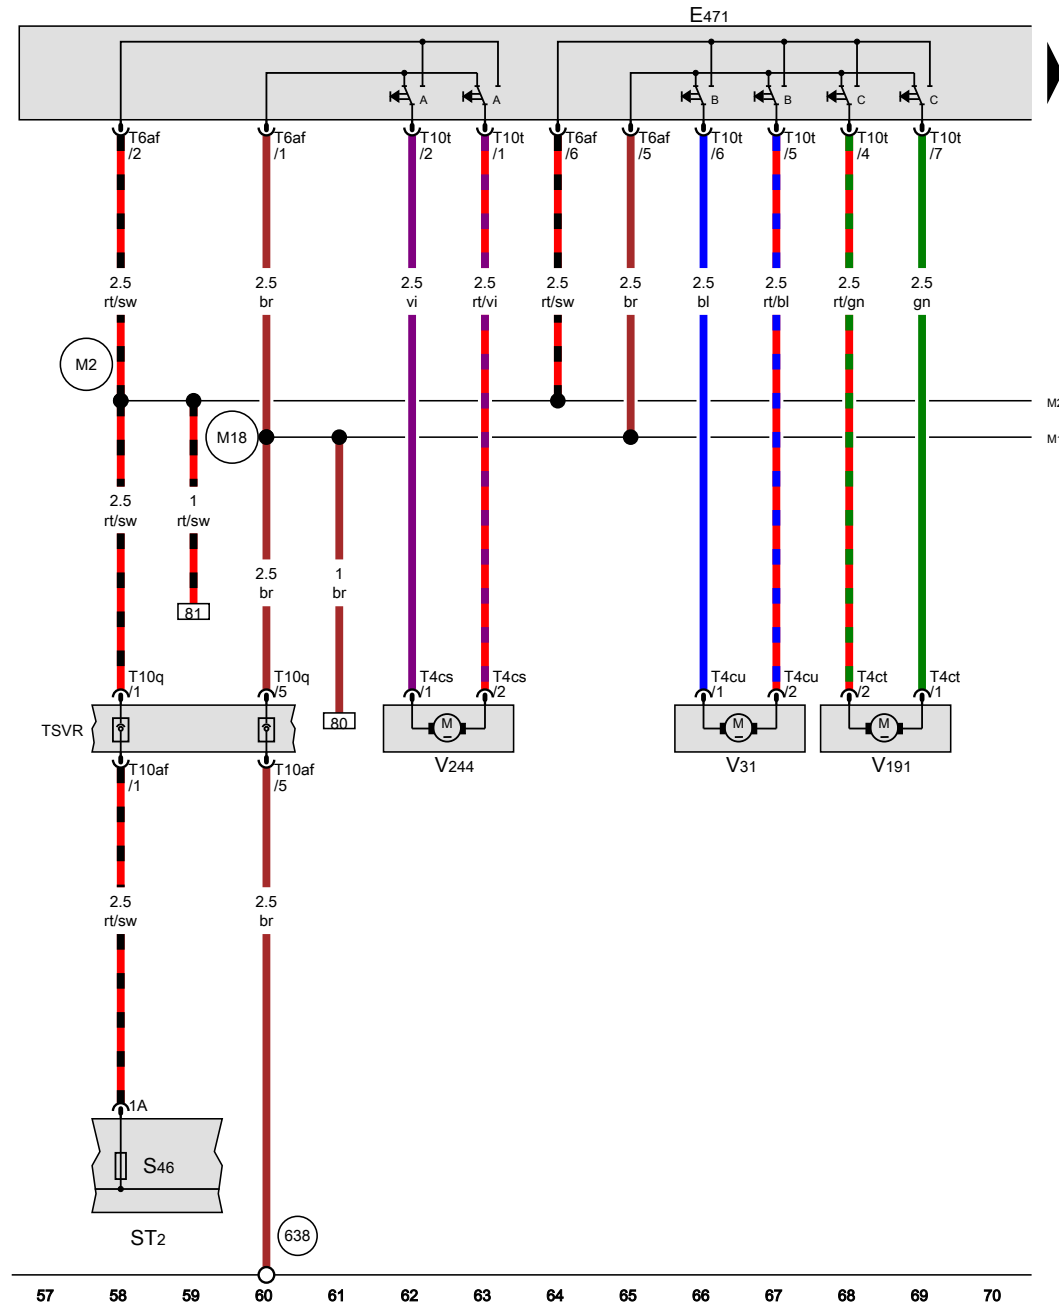 E471
A A B B C C
T6af T6af T10t T10t T6af T6af T10t T10t T10t T10t
/2 /1 /2 /1 /6 /5 /6 /5 /4 /7
2.5 2.5 2.5 2.5 2.5 2.5 2.5 2.5 2.5 2.5
rt/sw br vi rt/vi rt/sw br bl rt/bl rt/gn gn
M2
M2
M18
M1
2.5 1
rt/sw rt/sw
2.5 1
br br
81
T10q T10q T4cs T4cs T4cu T4cu T4ct T4ct
/1 /5 /1 /2 /1 /2 /2 /1
80
TSVR M M M
V244 V31 V191
T10af T10af
/1 /5
2.5 2.5
rt/sw br
1A
S46
ST2
638
57 58 59 60 61 62 63 64 65 66 67 68 69 70